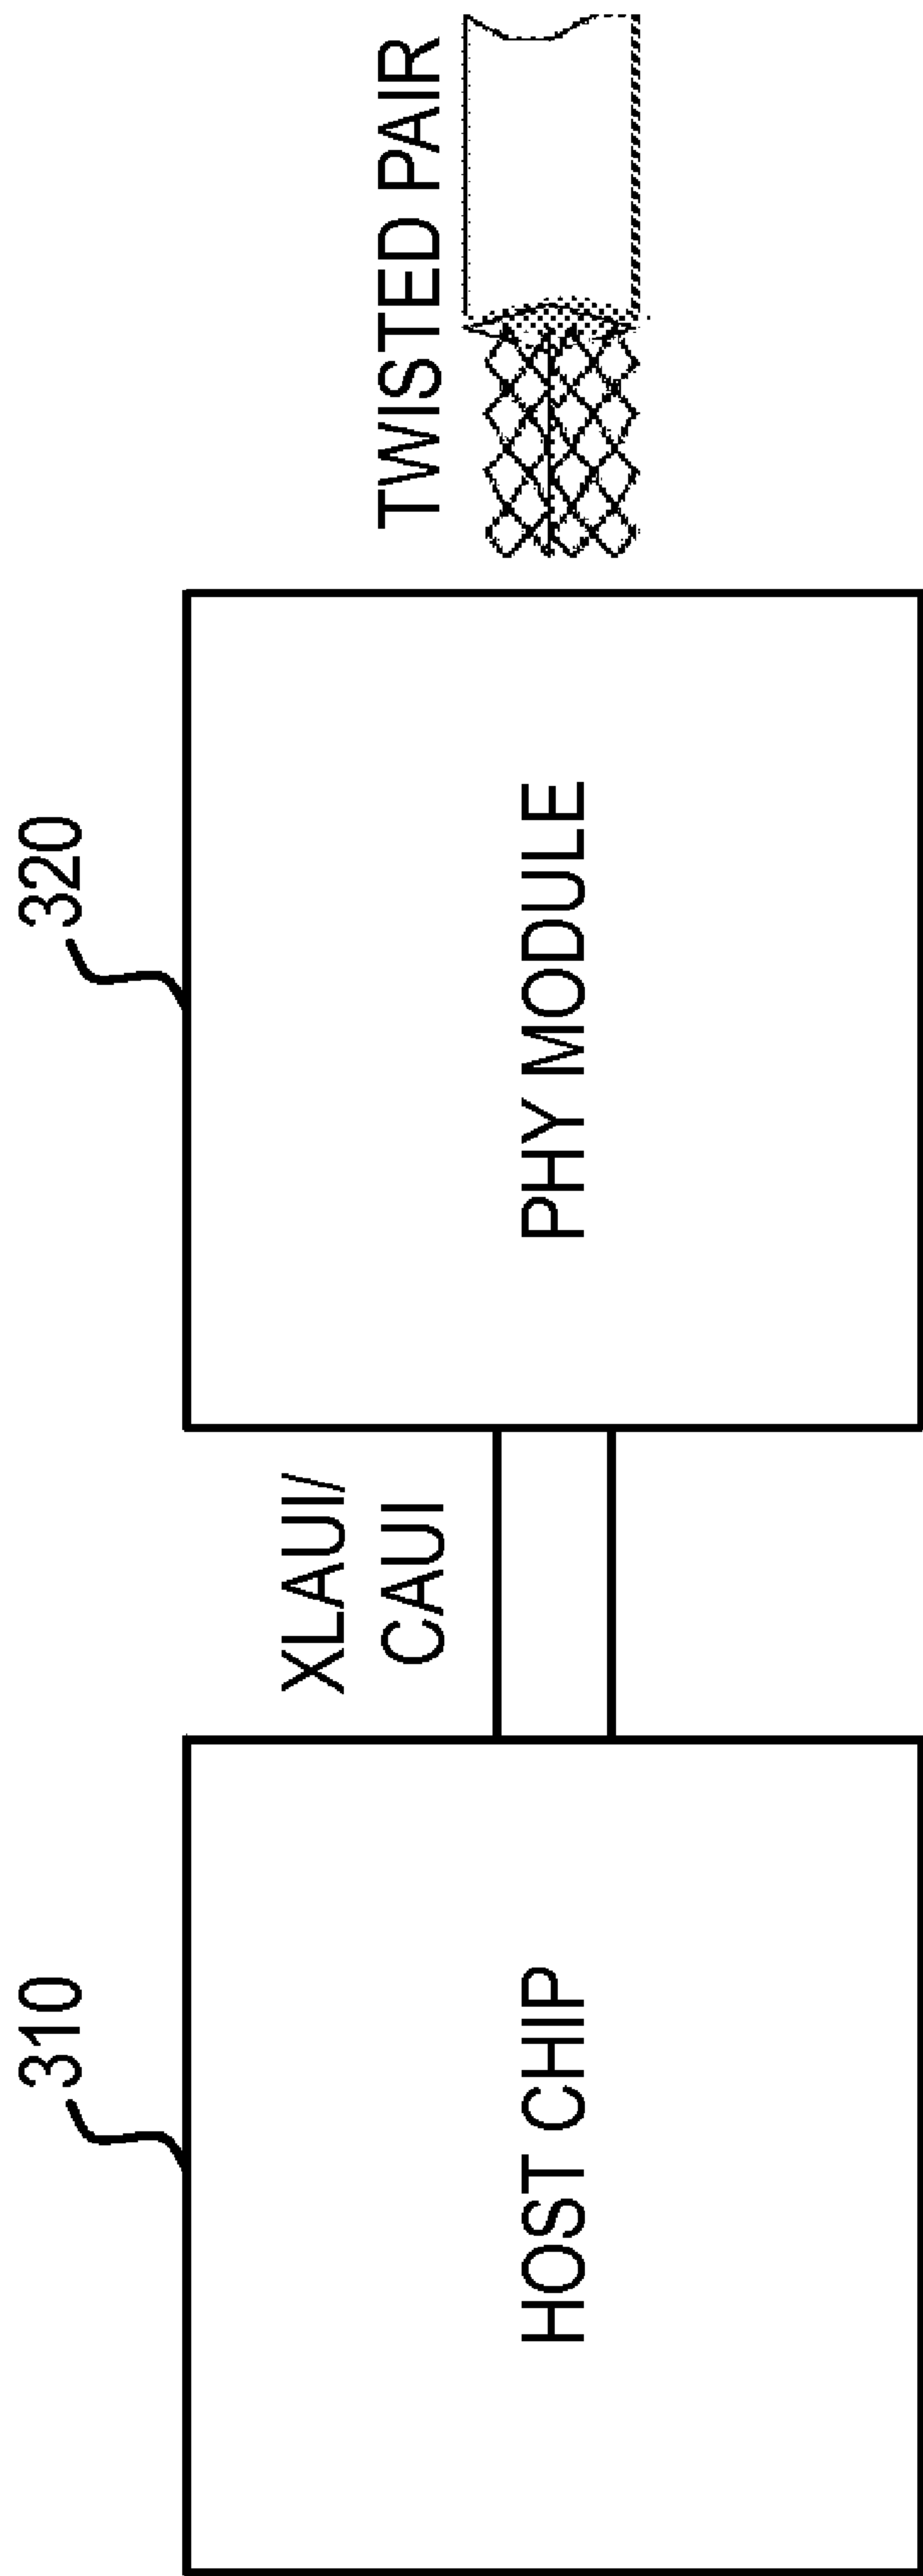 310
320
HOST CHIP
XLAUI/
CAUI
PHY MODULE
TWISTED PAIR